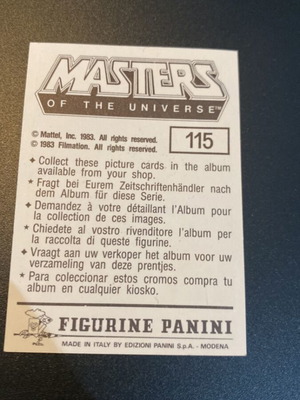 MASTERS
OF THE UNIVERSE™
© Mattel, Inc. 1983. All rights reserved.
© 1983 Filmation. All rights reserved.
115
✦ Collect these picture cards in the album
available from your shop.
★ Fragt bei Eurem Zeitschriftenhändler nach
dem Album für diese Serie.
✦ Demandez à votre détaillant l'Album pour
la collection de ces images.
★ Chiedete al vostro rivenditore l'album per
la raccolta di queste figurine.
✦ Vraagt aan uw verkoper het album voor uw
verzameling van deze prentjes.
★ Para coleccionar estos cromos compra tu
album en cualquier kiosko.
FIGURINE PANINI
MADE IN ITALY BY EDIZIONI PANINI S.p.A. - MODENA